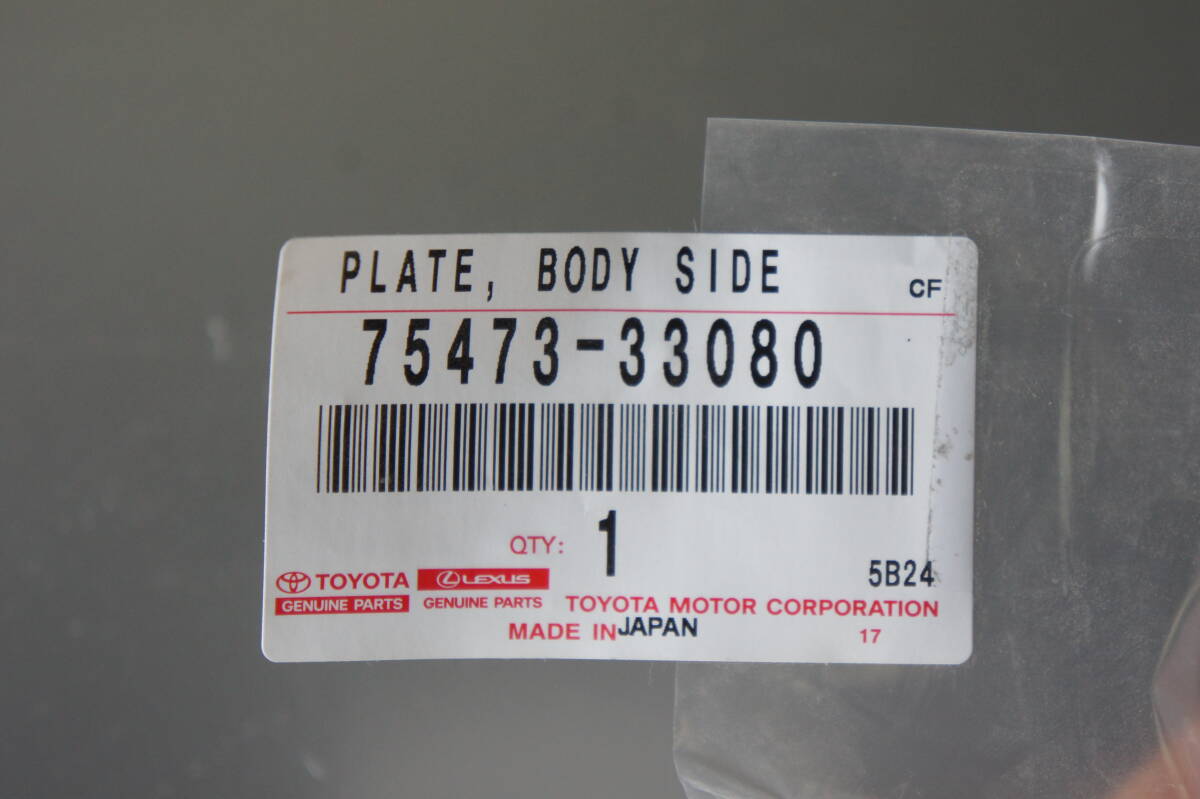 PLATE, BODY SIDE
CF
75473-33080
QTY: 1
5B24
TOYOTA
GENUINE PARTS
LEXUS
GENUINE PARTS
TOYOTA MOTOR CORPORATION
MADE IN JAPAN
17